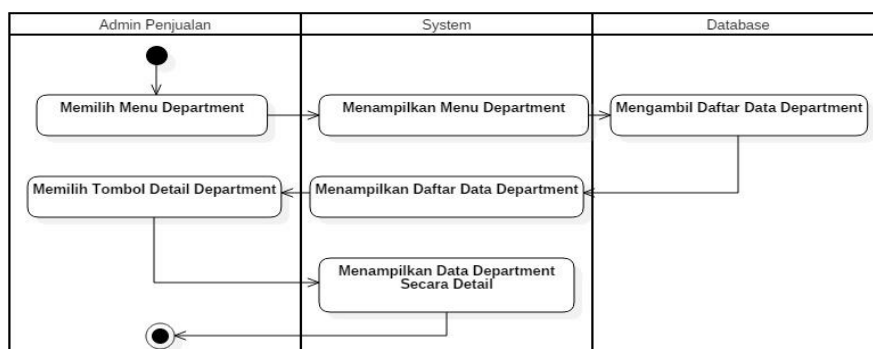 Admin Penjualan
System
Database
Memilih Menu Department
Menampilkan Menu Department
Mengambil Daftar Data Department
Memilih Tombol Detail Department
Menampilkan Daftar Data Department
Menampilkan Data Department
Secara Detail